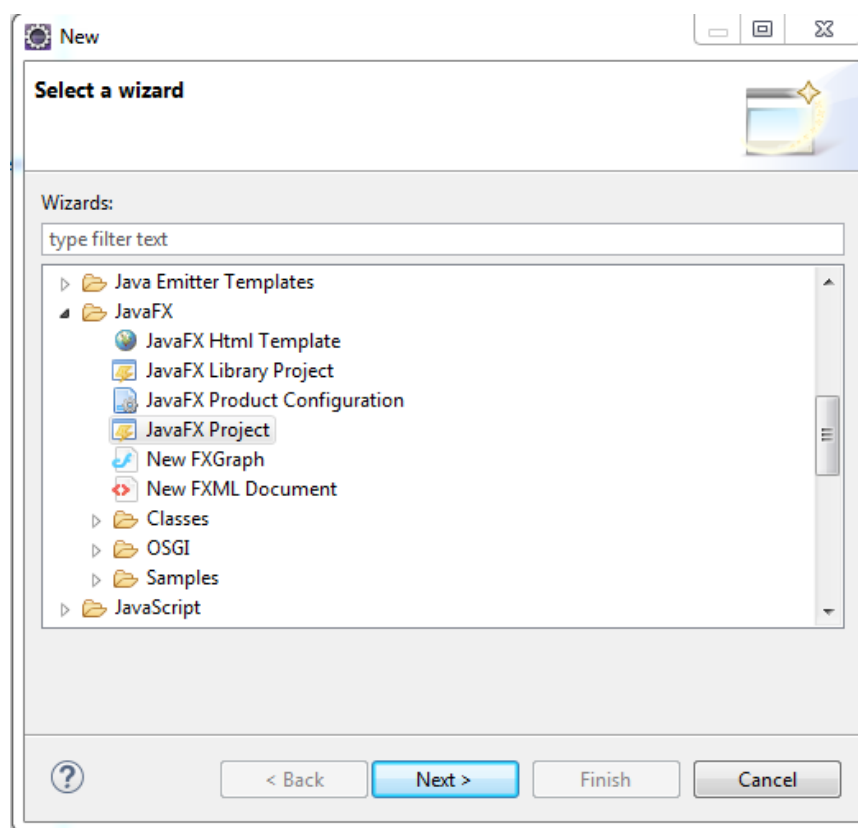 New
Select a wizard
Wizards:
type filter text
Java Emitter Templates
JavaFX
JavaFX Html Template
JavaFX Library Project
JavaFX Product Configuration
JavaFX Project
New FXGraph
New FXML Document
Classes
OSGI
Samples
JavaScript
? < Back Next > Finish Cancel